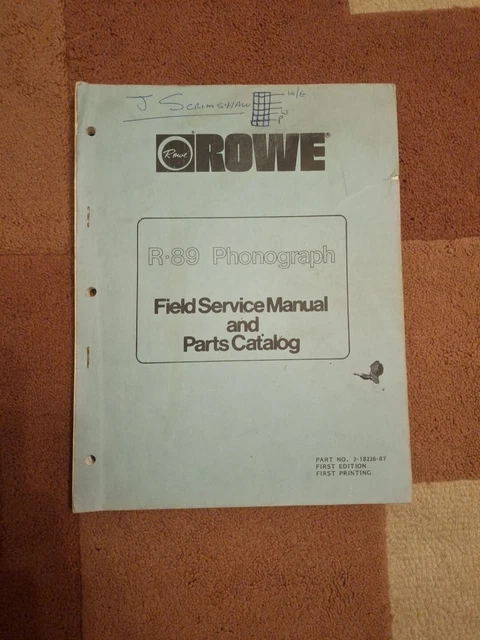 J Scrimshaw
Rowe ROWE®
R-89 Phonograph
Field Service Manual
and
Parts Catalog
PART NO. 2-18226-87
FIRST EDITION
FIRST PRINTING